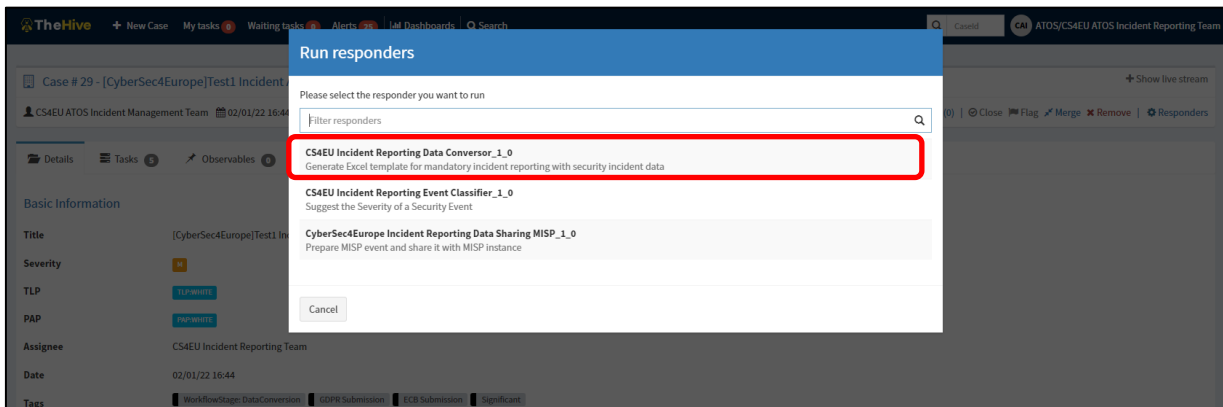 TheHive + New Case My tasks 0 Waiting tasks 0 Alerts 25 Dashboards Search CaseId CAI ATOS/CS4EU ATOS Incident Reporting Team
Run responders
Case # 29 - [CyberSec4Europe]Test1 Incident + Show live stream
Please select the responder you want to run
CS4EU ATOS Incident Management Team 02/01/22 16:44 (0) | Close Flag Merge Remove | Responders
Filter responders
Details Tasks 5 Observables 0
CS4EU Incident Reporting Data Conversor_1_0
Generate Excel template for mandatory incident reporting with security incident data
CS4EU Incident Reporting Event Classifier_1_0
Suggest the Severity of a Security Event
CyberSec4Europe Incident Reporting Data Sharing MISP_1_0
Prepare MISP event and share it with MISP instance
Cancel
Basic Information
Title [CyberSec4Europe]Test1
Severity M
TLP TLP:WHITE
PAP PAP:WHITE
Assignee CS4EU Incident Reporting Team
Date 02/01/22 16:44
Tags WorkflowStage: DataConversion GDPR Submission ECB Submission Significant